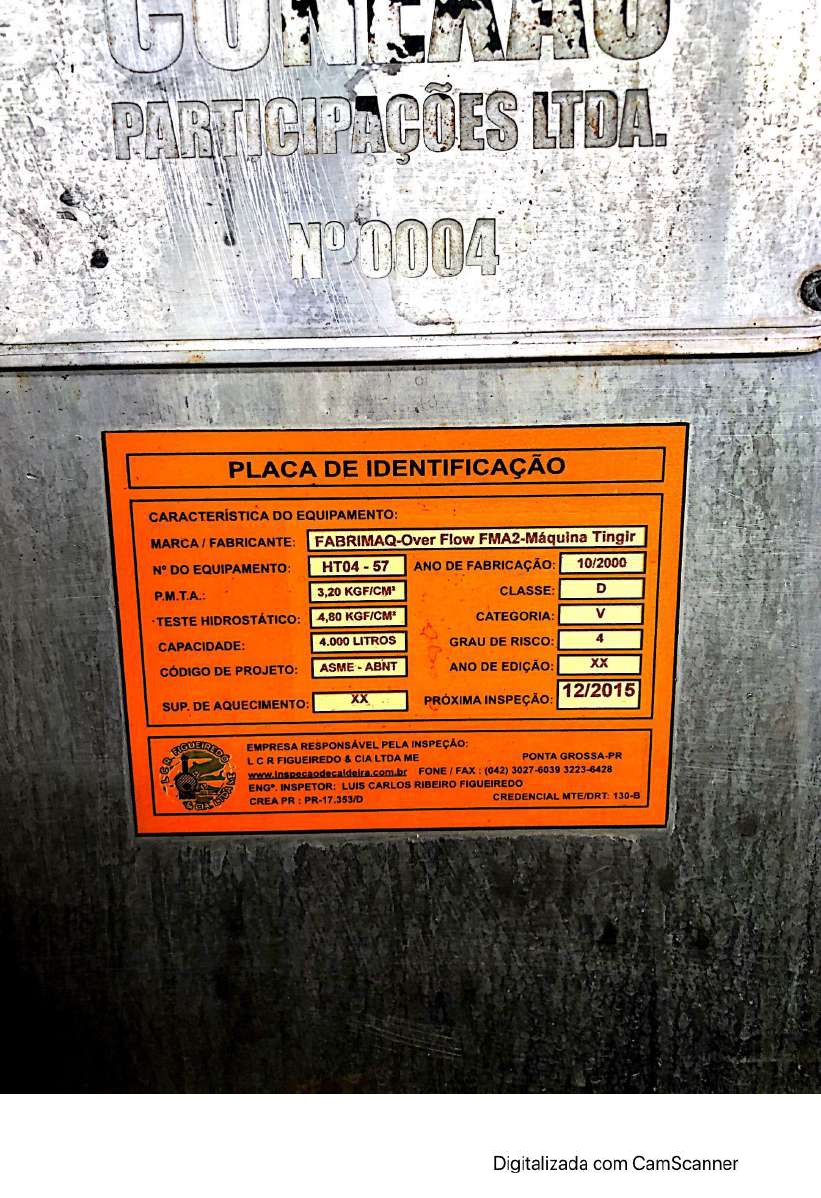 CONEXÃO
PARTICIPAÇÕES LTDA.
Nº 0004
PLACA DE IDENTIFICAÇÃO
CARACTERÍSTICA DO EQUIPAMENTO:
MARCA / FABRICANTE: FABRIMAQ-Over Flow FMA2-Máquina Tingir
Nº DO EQUIPAMENTO: HT04 - 57 ANO DE FABRICAÇÃO: 10/2000
P.M.T.A.: 3,20 KGF/CM² CLASSE: D
TESTE HIDROSTÁTICO: 4,80 KGF/CM² CATEGORIA: V
CAPACIDADE: 4.000 LITROS GRAU DE RISCO: 4
CÓDIGO DE PROJETO: ASME - ABNT ANO DE EDIÇÃO: XX
SUP. DE AQUECIMENTO: XX PRÓXIMA INSPEÇÃO: 12/2015
EMPRESA RESPONSÁVEL PELA INSPEÇÃO:
L C R FIGUEIREDO & CIA LTDA ME PONTA GROSSA-PR
www.inspecaodecaldeira.com.br FONE / FAX : (042) 3027-6039 3223-6428
ENGº. INSPETOR: LUIS CARLOS RIBEIRO FIGUEIREDO
CREA PR : PR-17.353/D CREDENCIAL MTE/DRT: 130-B
L.C.R. FIGUEIREDO
& CIA LTDA ME
Digitalizada com CamScanner